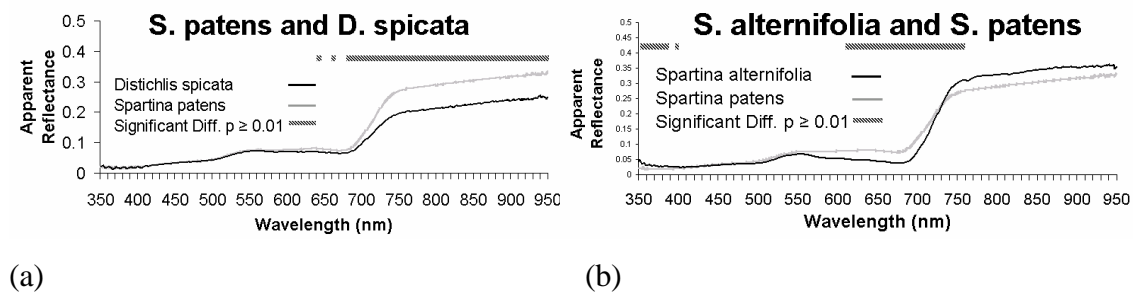 S. patens and D. spicata
0.5
0.4
0.3
0.2
0.1
0
Apparent
Reflectance
Distichlis spicata
Spartina patens
Significant Diff. p ≥ 0.01
350 400 450 500 550 600 650 700 750 800 850 900 950
Wavelength (nm)
(a)
S. alternifolia and S. patens
0.5
0.45
0.4
0.35
0.3
0.25
0.2
0.15
0.1
0.05
0
Apparent
Reflectance
Spartina alternifolia
Spartina patens
Significant Diff. p ≥ 0.01
350 400 450 500 550 600 650 700 750 800 850 900 950
Wavelength (nm)
(b)